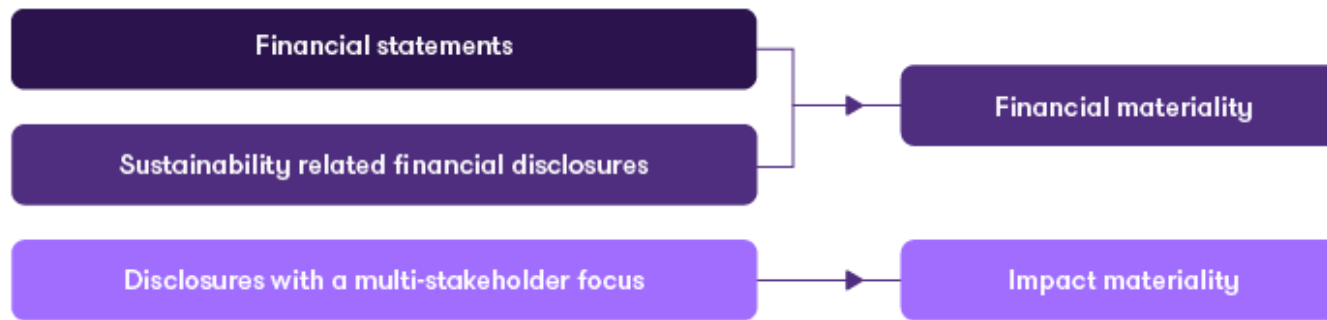 Financial statements
Sustainability related financial disclosures
Disclosures with a multi-stakeholder focus
Financial materiality
Impact materiality